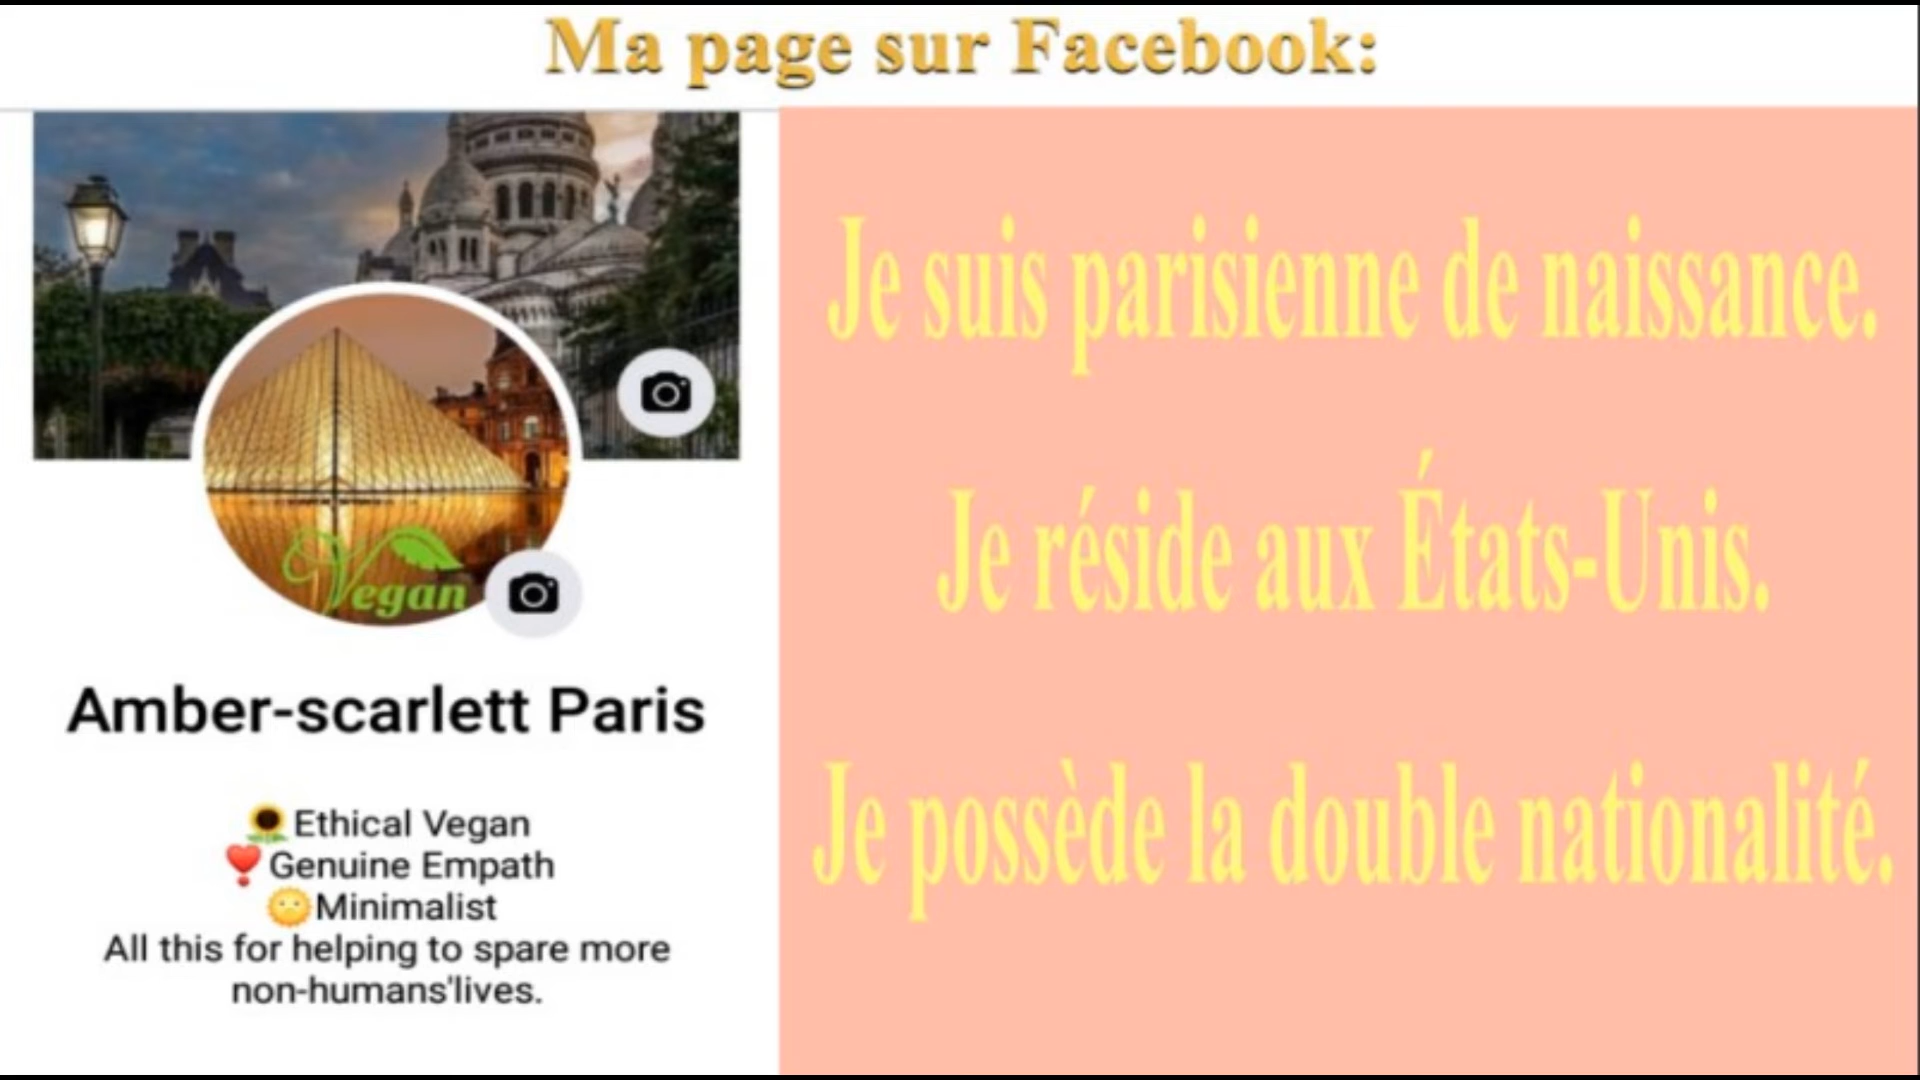 Ma page sur Facebook:
Vegan
Amber-scarlett Paris
🌻Ethical Vegan
❣️Genuine Empath
🌞Minimalist
All this for helping to spare more
non-humans'lives.
Je suis parisienne de naissance.
Je réside aux États-Unis.
Je possède la double nationalité.